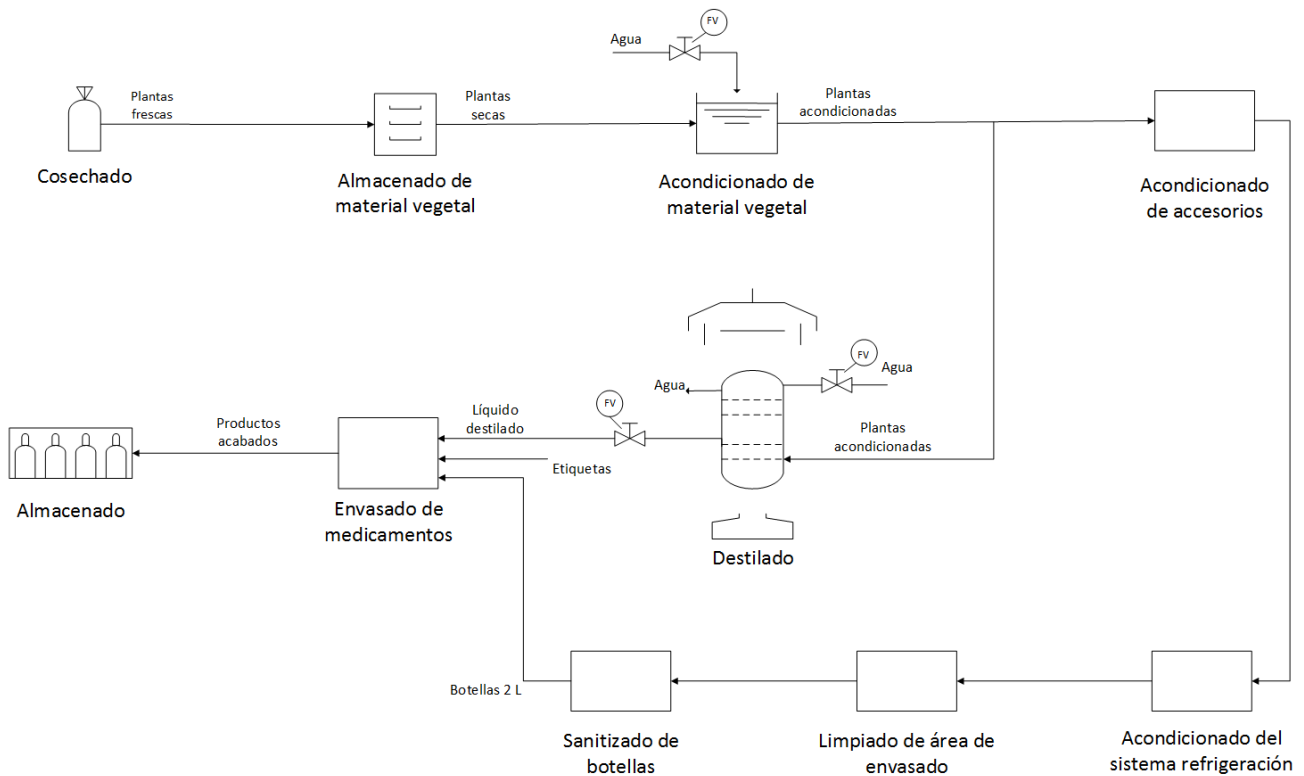 FV
Agua
Plantas
frescas
Plantas
secas
Plantas
acondicionadas
Cosechado
Almacenado de
material vegetal
Acondicionado de
material vegetal
Acondicionado
de accesorios
FV
Agua
Agua
FV
Líquido
destilado
Plantas
acondicionadas
Productos
acabados
Etiquetas
Almacenado
Envasado de
medicamentos
Destilado
Botellas 2 L
Sanitizado de
botellas
Limpiado de área de
envasado
Acondicionado del
sistema refrigeración